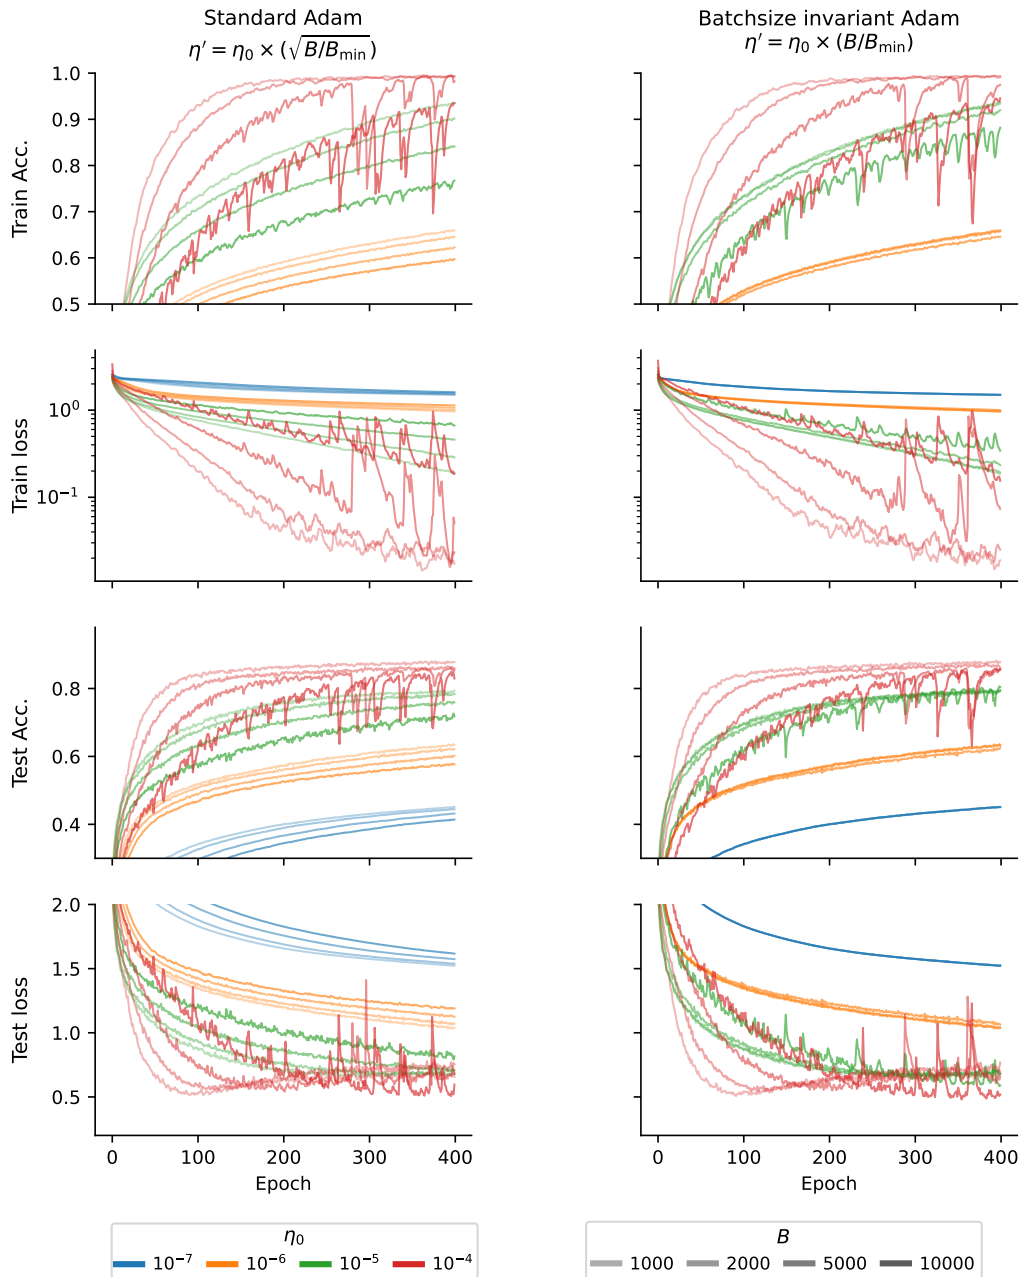 Standard Adam
η′ = η₀ × (√B/Bₘᵢₙ)
Batchsize invariant Adam
η′ = η₀ × (B/Bₘᵢₙ)
1.0
0.9
0.8
0.7
0.6
0.5
Train Acc.
10⁰
10⁻¹
Train loss
0.8
0.6
0.4
Test Acc.
2.0
1.5
1.0
0.5
Test loss
0 100 200 300 400
Epoch
0 100 200 300 400
Epoch
η₀
10⁻⁷ 10⁻⁶ 10⁻⁵ 10⁻⁴
B
1000 2000 5000 10000